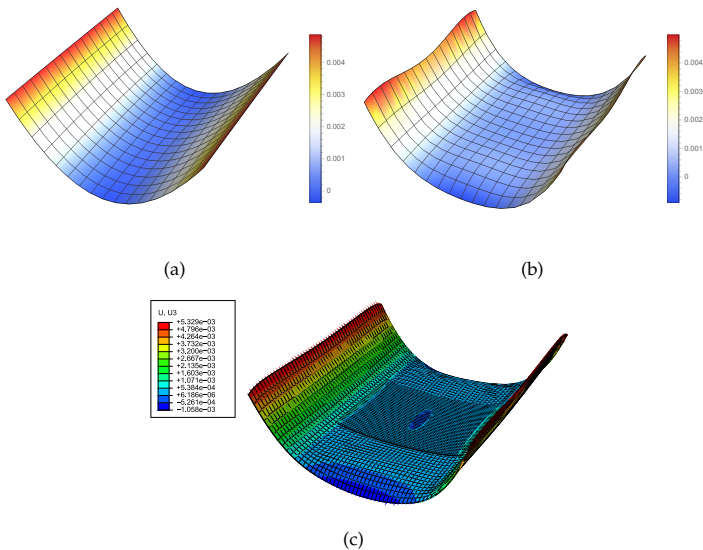 0.004
0.003
0.002
0.001
0
(a)
0.004
0.003
0.002
0.001
0
(b)
U, U3
+5.329e-03
+4.796e-03
+4.264e-03
+3.732e-03
+3.200e-03
+2.667e-03
+2.135e-03
+1.603e-03
+1.071e-03
+5.384e-04
+6.186e-06
-5.261e-04
-1.058e-03
(c)